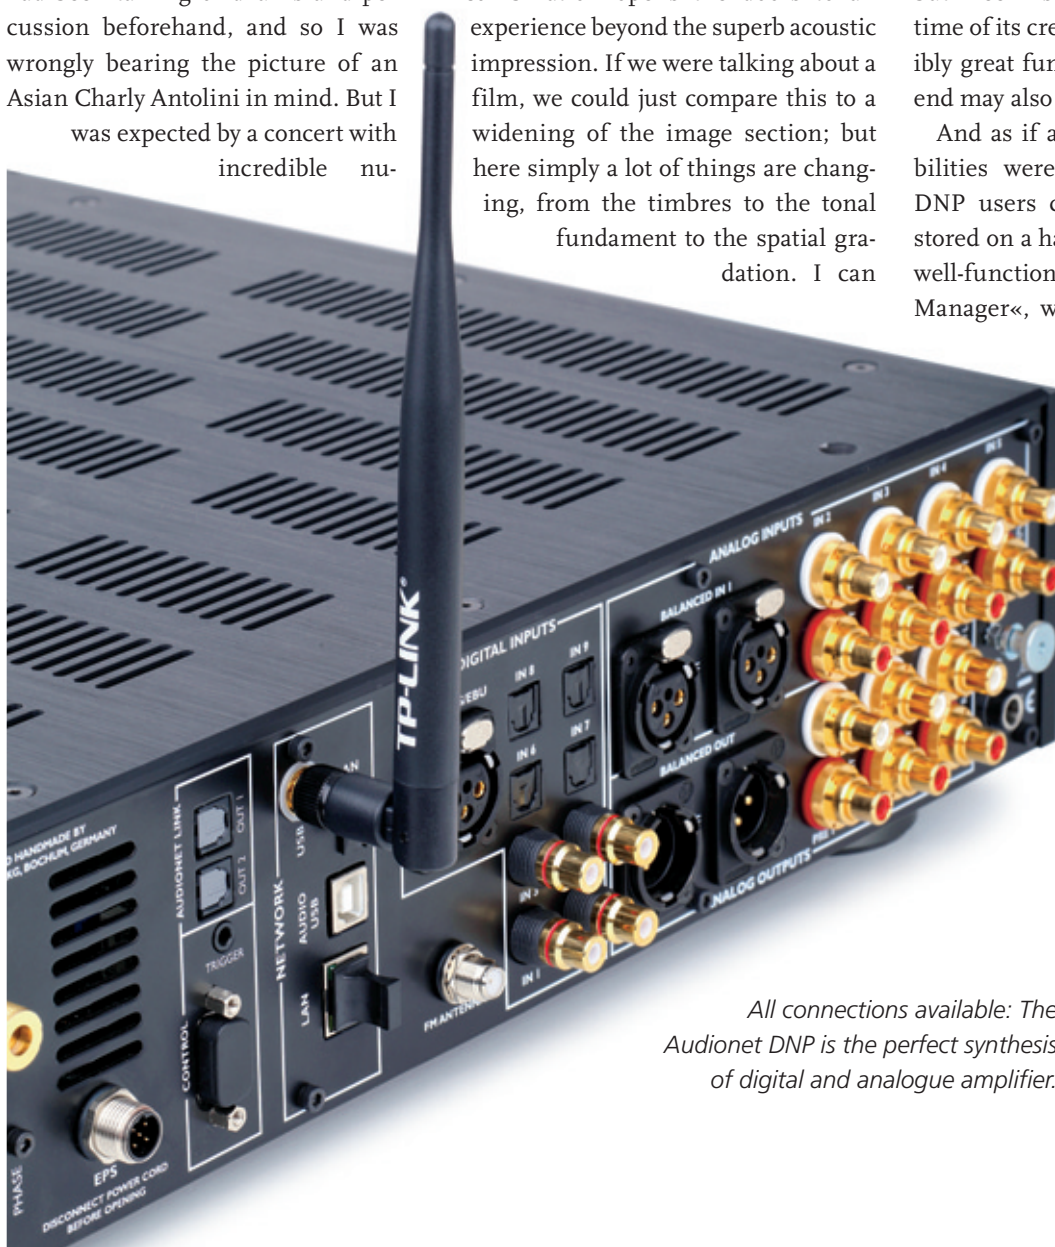 cussion beforehand, and so I was
wrongly bearing the picture of an
Asian Charly Antolini in mind. But I
was expected by a concert with
incredible nu-
experience beyond the superb acoustic
impression. If we were talking about a
film, we could just compare this to a
widening of the image section; but
here simply a lot of things are chang-
ing, from the timbres to the tonal
fundament to the spatial gra-
dation. I can
time of its
end may also
And as if
bilities were
DNP users
stored on a
well-function
Manager«,
TP-LINK®
HANDMADE BY
KG, BOCHUM, GERMANY
AUDIONET LINK
OUT 1
OUT 2
TRIGGER
CONTROL
NETWORK
USB
AUDIO
USB
LAN
FM
DIGITAL INPUTS
IN 8
IN 9
IN 6
IN 7
IN 1
ANALOG INPUTS
BALANCED IN 1
IN 2
IN 3
IN 4
IN 5
BALANCED OUT
ANALOG OUTPUTS
EPS
DISCONNECT POWER CORD
BEFORE OPENING
PHASE
All connections available: The
Audionet DNP is the perfect synthesis
of digital and analogue amplifier.